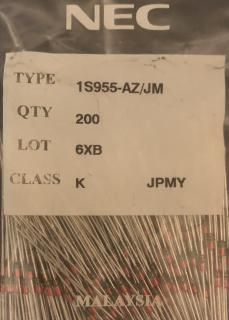 NEC
TYPE 1S955-AZ/JM
QTY 200
LOT 6XB
CLASS K JPMY
MALAYSIA